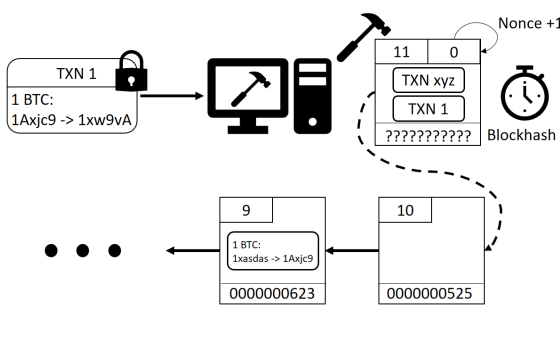 Nonce +1
11 0
TXN xyz
TXN 1
???????????
Blockhash
TXN 1
1 BTC:
1Axjc9 -> 1xw9vA
9
1 BTC:
1xasdas -> 1Axjc9
0000000623
10
0000000525